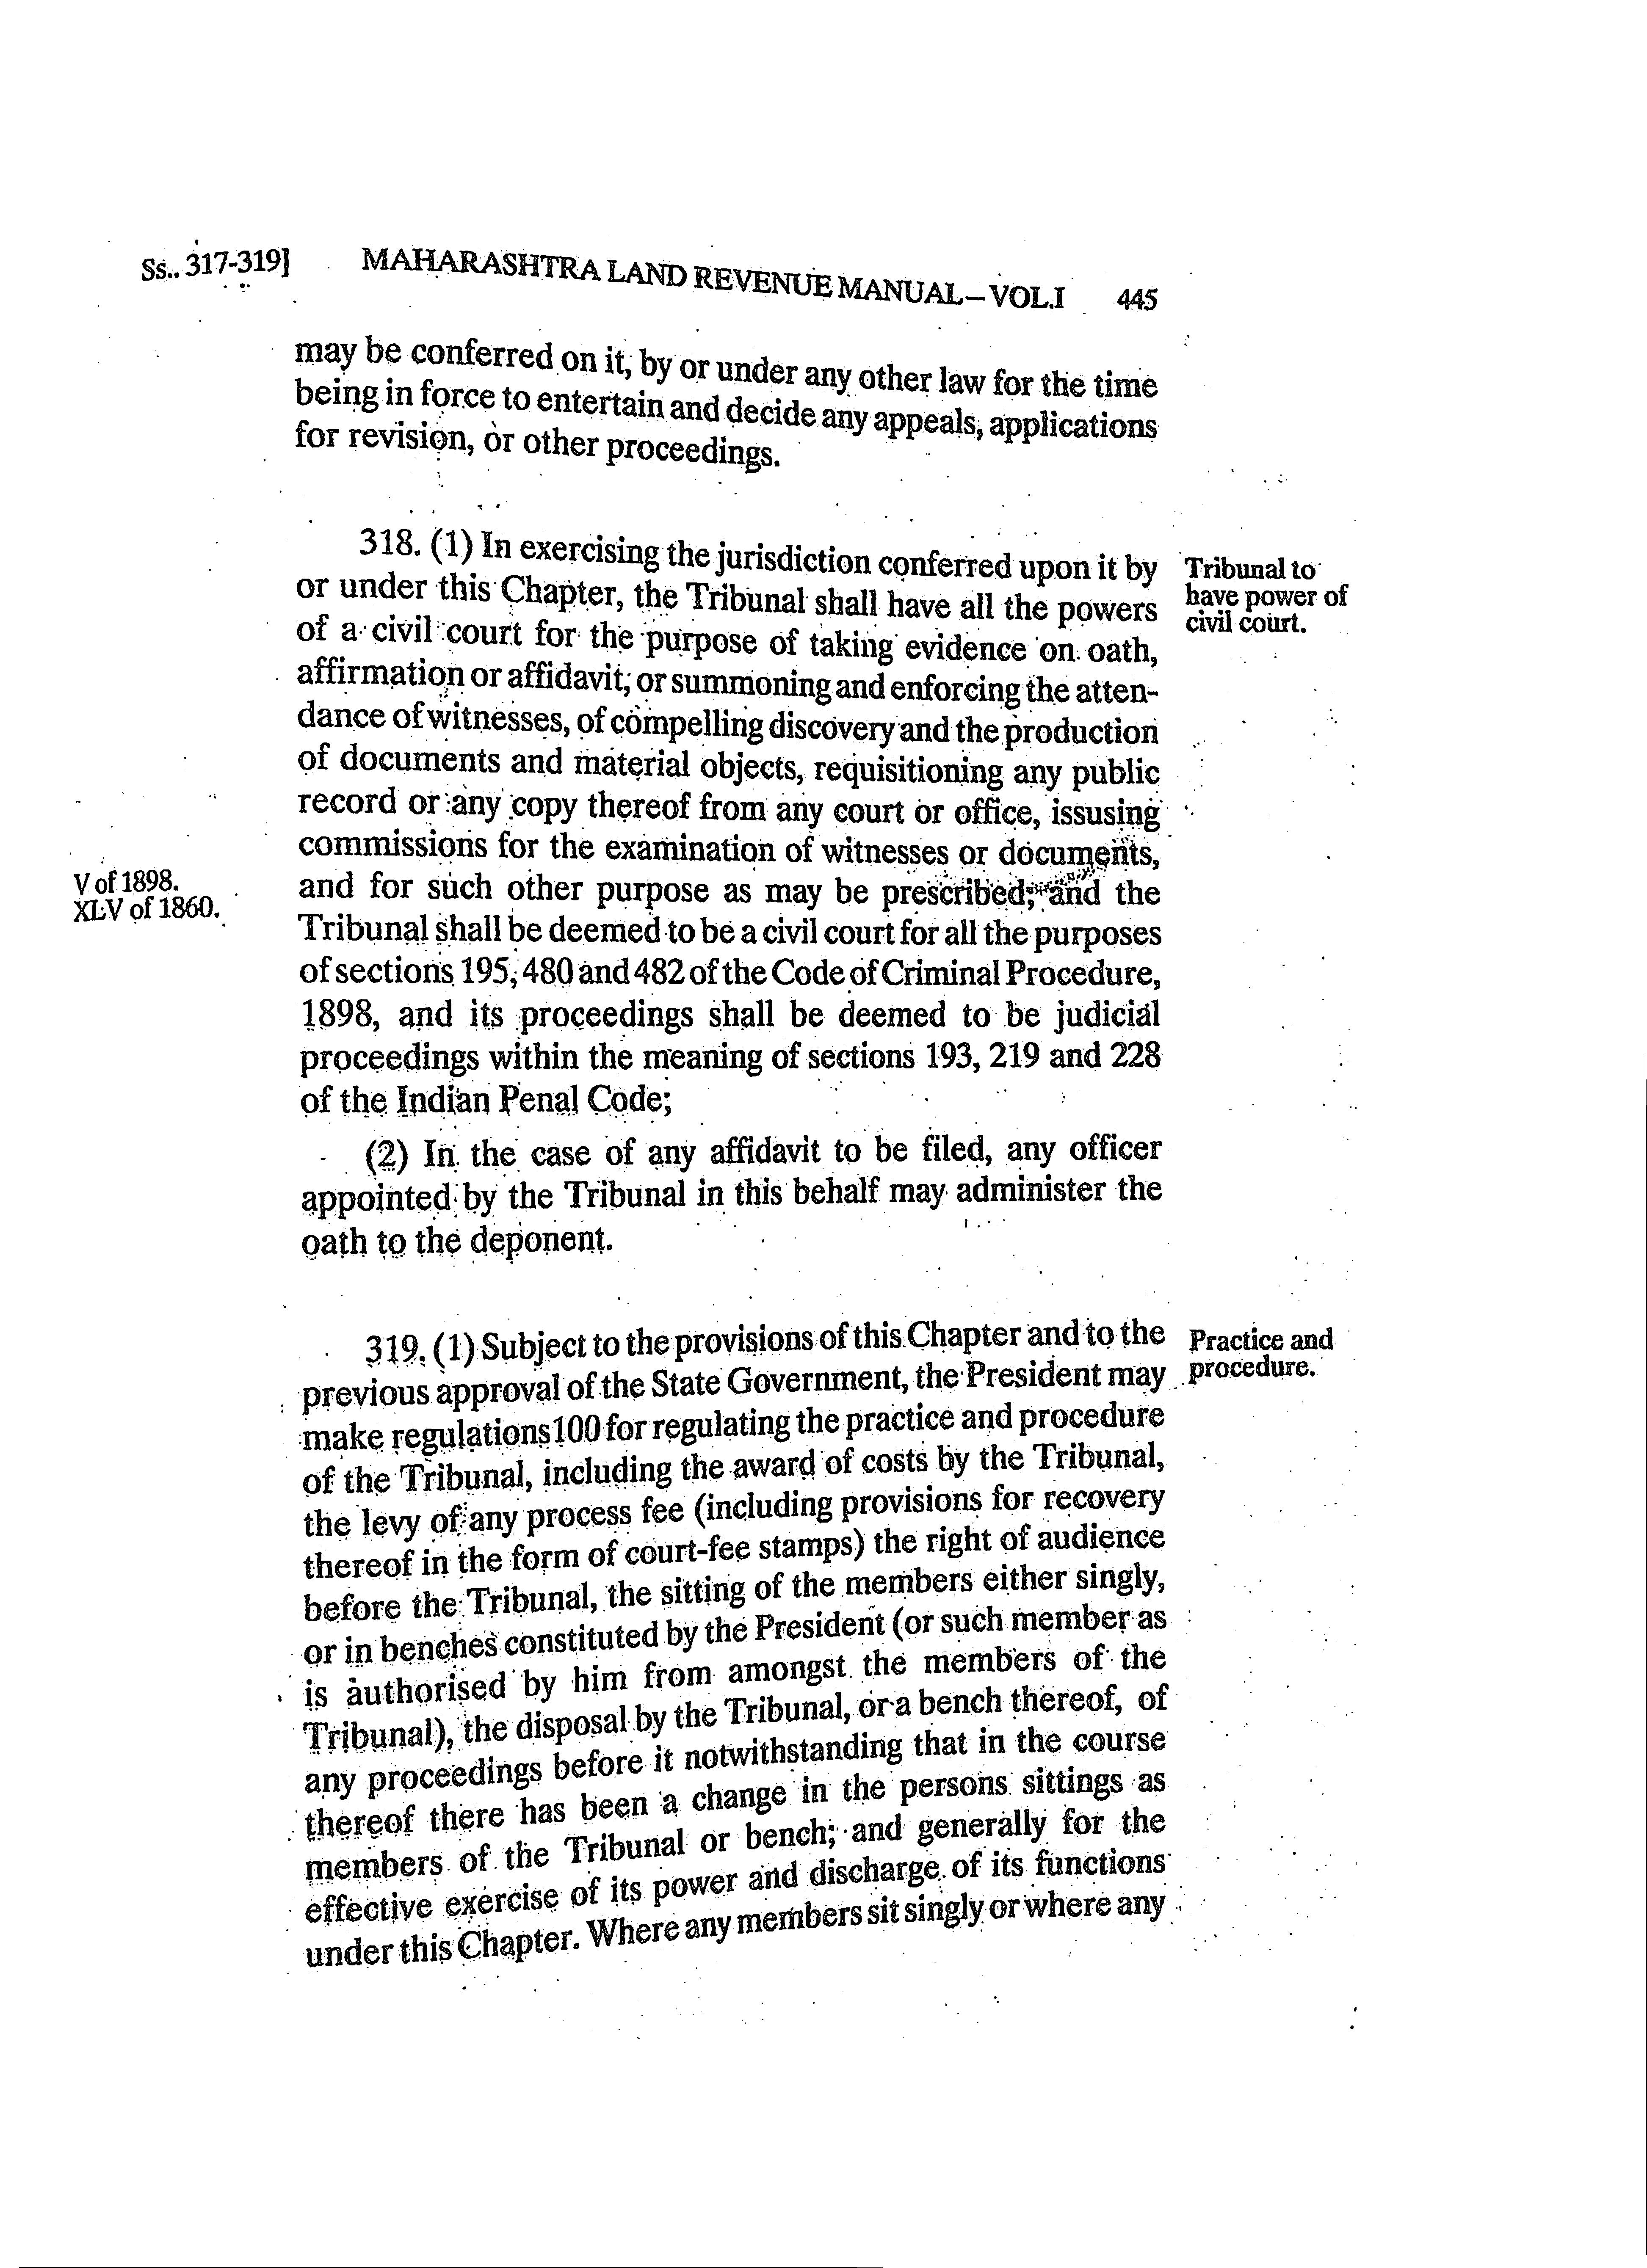 Ss.. 317-319] MAHARASHTRA LAND REVENUE MANUAL – VOL.I 445
may be conferred on it, by or under any other law for the time
being in force to entertain and decide any appeals, applications
for revision, or other proceedings.
318. (1) In exercising the jurisdiction conferred upon it by
or under this Chapter, the Tribunal shall have all the powers
of a civil court for the purpose of taking evidence on oath,
affirmation or affidavit, or summoning and enforcing the atten-
dance of witnesses, of compelling discovery and the production
of documents and material objects, requisitioning any public
record or any copy thereof from any court or office, issusing
commissions for the examination of witnesses or documents,
and for such other purpose as may be prescribed; and the
Tribunal shall be deemed to be a civil court for all the purposes
of sections 195, 480 and 482 of the Code of Criminal Procedure,
1898, and its proceedings shall be deemed to be judicial
proceedings within the meaning of sections 193, 219 and 228
of the Indian Penal Code;
Tribunal to
have power of
civil court.
V of 1898.
XLV of 1860.
(2) In the case of any affidavit to be filed, any officer
appointed by the Tribunal in this behalf may administer the
oath to the deponent.
319. (1) Subject to the provisions of this Chapter and to the
previous approval of the State Government, the President may
make regulations100 for regulating the practice and procedure
of the Tribunal, including the award of costs by the Tribunal,
the levy of any process fee (including provisions for recovery
thereof in the form of court-fee stamps) the right of audience
before the Tribunal, the sitting of the members either singly,
or in benches constituted by the President (or such member as
is authorised by him from amongst the members of the
Tribunal), the disposal by the Tribunal, or a bench thereof, of
any proceedings before it notwithstanding that in the course
thereof there has been a change in the persons sittings as
members of the Tribunal or bench; and generally for the
effective exercise of its power and discharge of its functions
under this Chapter. Where any members sit singly or where any
Practice and
procedure.